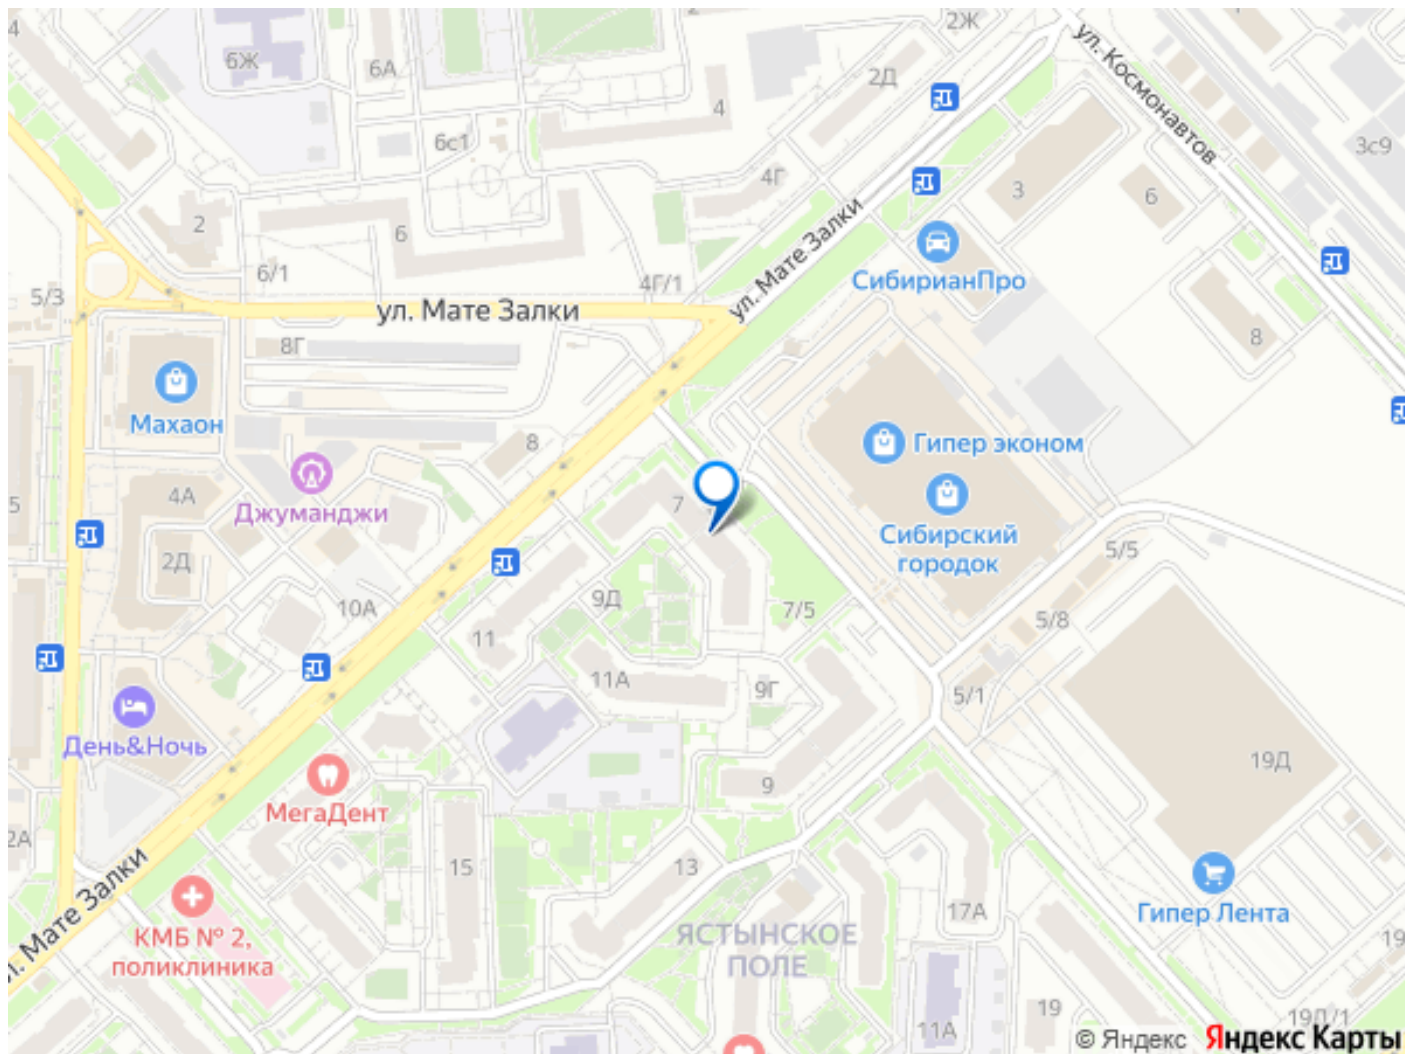 4
6Ж
6А
2Ж
2Д
ул. Космонавтов
4
6с1
3с9
4Г
3
6
2
6
ул. Мате Залки
СибирианПро
6/1
4Г/1
5/3
ул. Мате Залки
8Г
8
Махаон
8
Гипер эконом
4А
7
Джуманджи
Сибирский
городок
5
5/5
2Д
9Д
10А
7/5
5/8
11
11А
9Г
5/1
День&Ночь
19Д
МегаДент
9
2А
15
13
Гипер Лента
17А
л. Мате Залки
КМБ № 2,
поликлиника
ЯСТЫНСКОЕ
ПОЛЕ
19
19
19Д/1
11А
© Яндекс Яндекс Карты